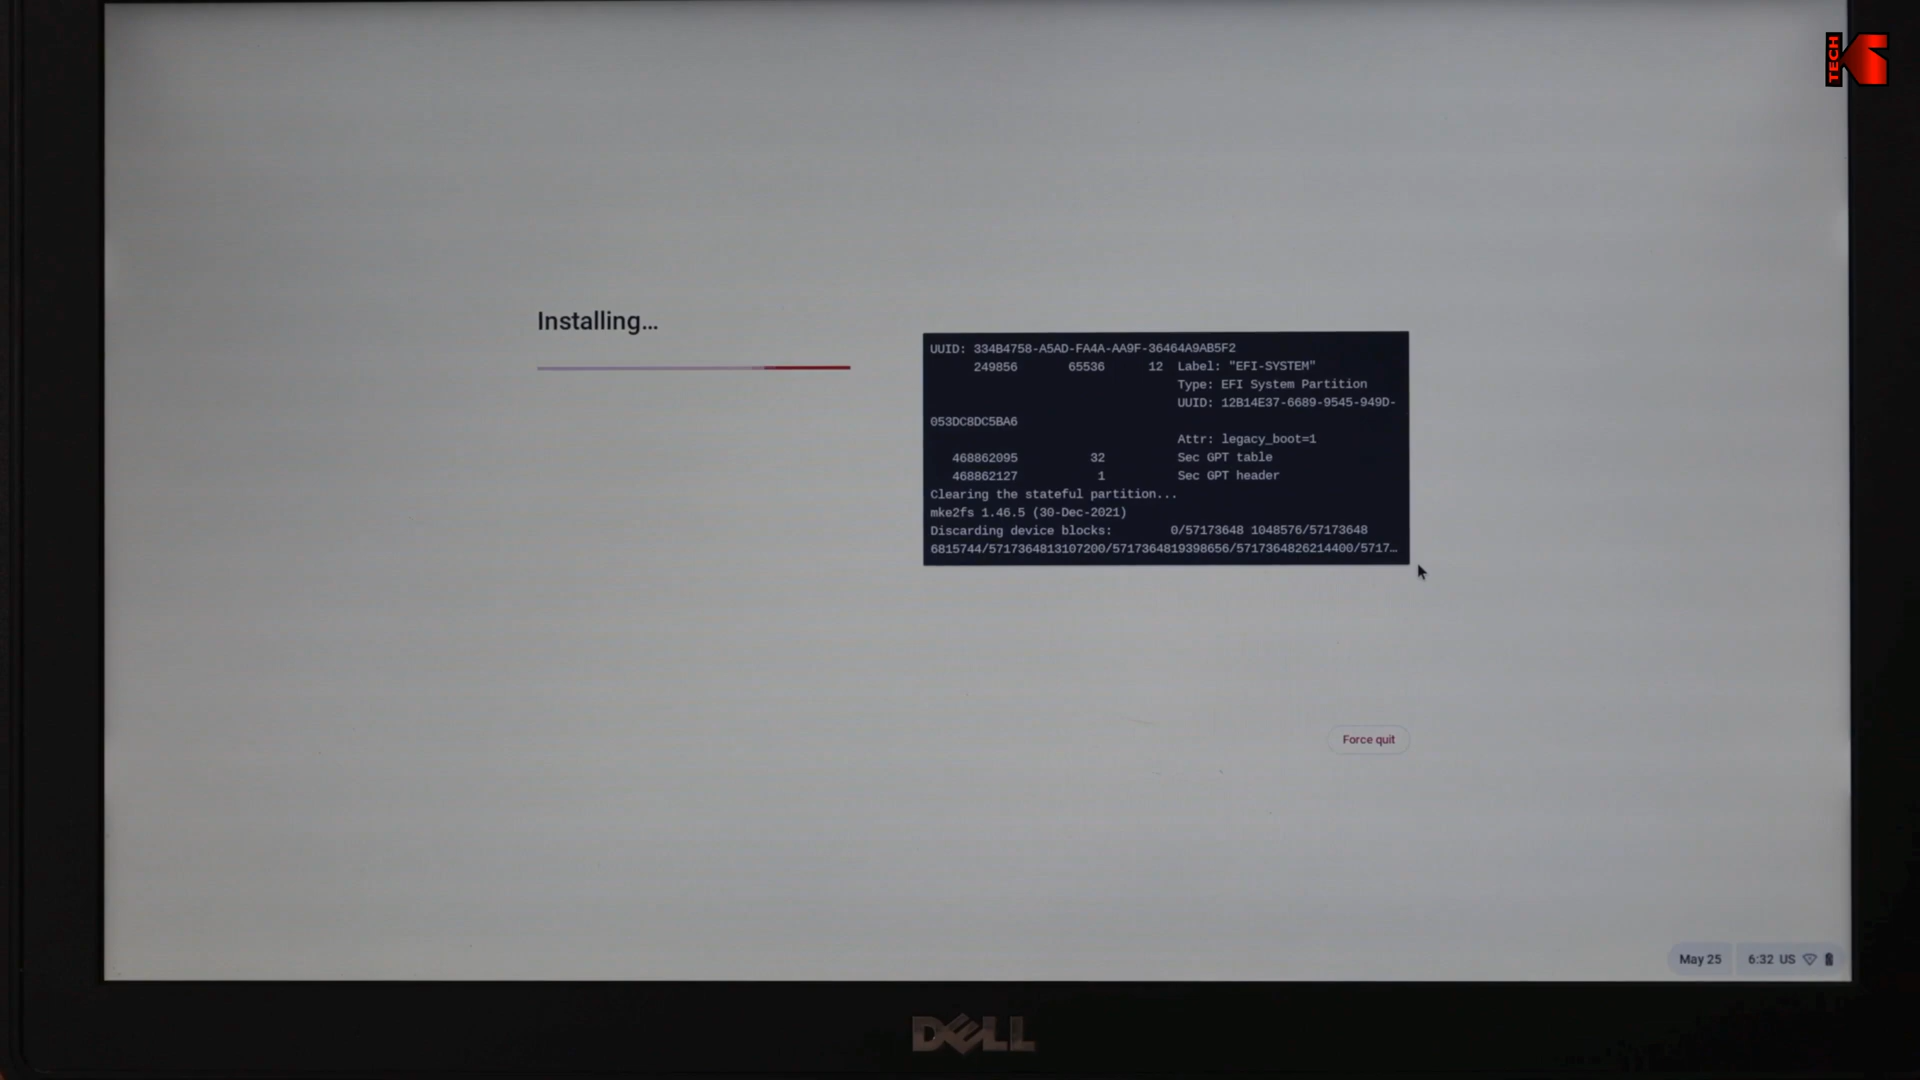 TECH
Installing...
UUID: 334B4758-A5AD-FA4A-AA9F-36464A9AB5F2
249856 65536 12 Label: "EFI-SYSTEM"
Type: EFI System Partition
UUID: 12B14E37-6689-9545-949D-
053DC8DC5BA6
Attr: legacy_boot=1
468862095 32 Sec GPT table
468862127 1 Sec GPT header
Clearing the stateful partition...
mke2fs 1.46.5 (30-Dec-2021)
Discarding device blocks: 0/57173648 1048576/57173648
6815744/5717364813107200/5717364819398656/5717364826214400/5717…
Force quit
May 25 6:32 US
DELL